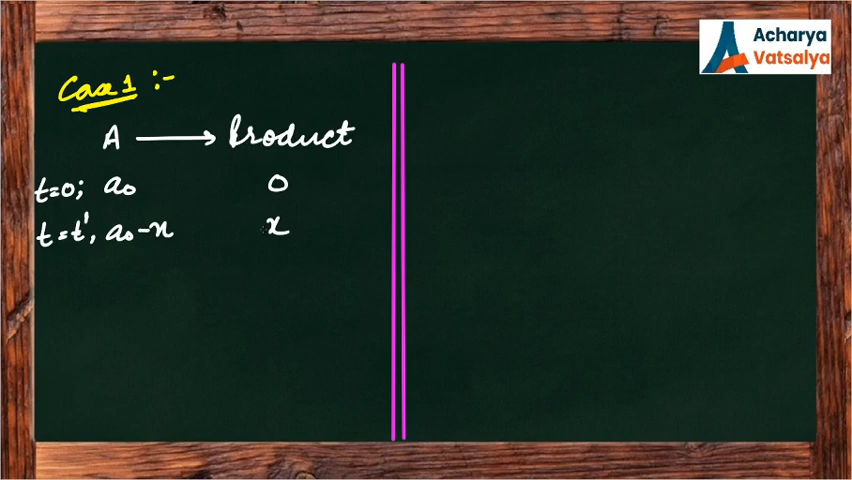 Case 1 :-
A ⟶ Product
t=0; a₀ 0
t=t', a₀-x x
Acharya
Vatsalya